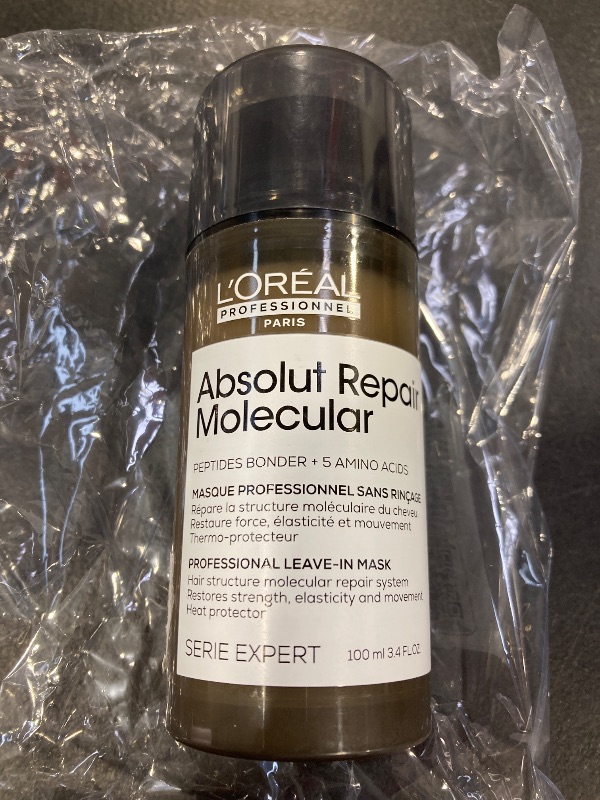 L'ORÉAL
PROFESSIONNEL
PARIS
Absolut Repair
Molecular
PEPTIDES BONDER + 5 AMINO ACIDS
MASQUE PROFESSIONNEL SANS RINÇAGE
Répare la structure moléculaire du cheveu
Restaure force, élasticité et mouvement
Thermo-protecteur
PROFESSIONAL LEAVE-IN MASK
Hair structure molecular repair system
Restores strength, elasticity and movement
Heat protector
SERIE EXPERT 100 ml 3.4 FL.OZ.